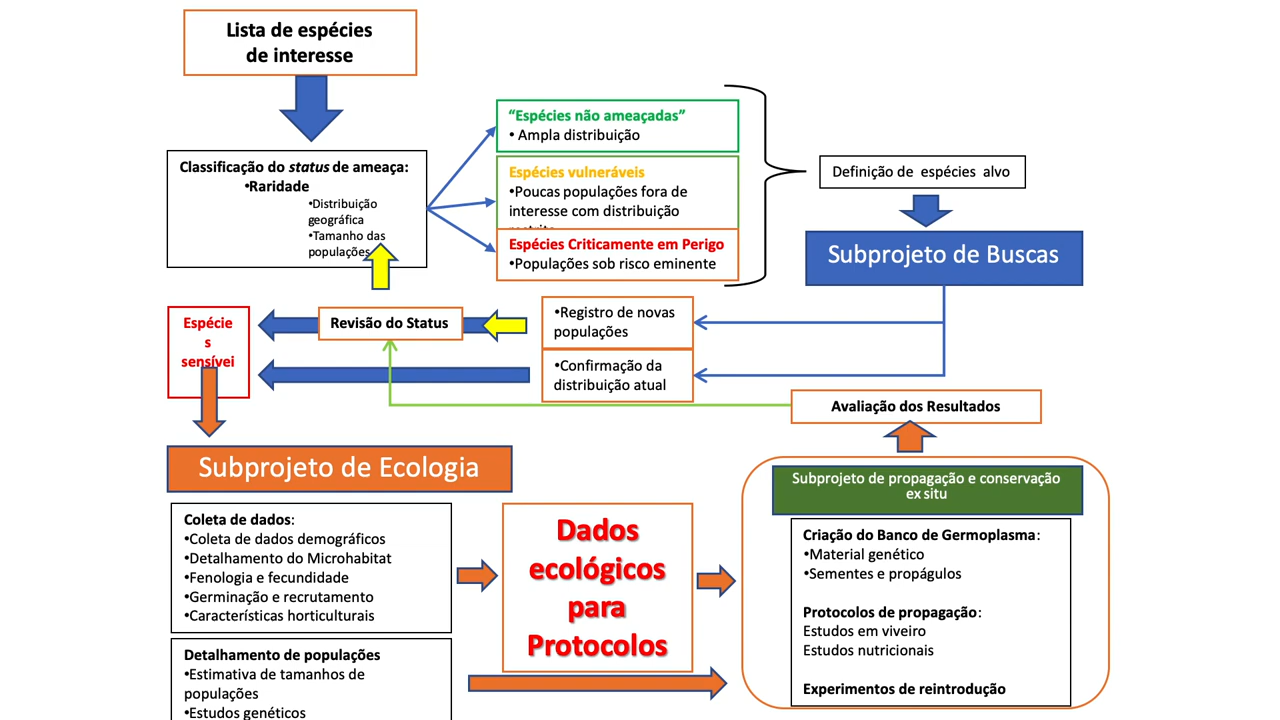 Lista de espécies
de interesse
Classificação do status de ameaça:
•Raridade
•Distribuição
geográfica
•Tamanho das
populações
“Espécies não ameaçadas”
• Ampla distribuição
Espécies vulneráveis
•Poucas populações fora de
interesse com distribuição
Espécies Criticamente em Perigo
•Populações sob risco eminente
Definição de espécies alvo
Subprojeto de Buscas
Espécie
s
sensívei
Revisão do Status
•Registro de novas
populações
•Confirmação da
distribuição atual
Avaliação dos Resultados
Subprojeto de Ecologia
Coleta de dados:
•Coleta de dados demográficos
•Detalhamento do Microhabitat
•Fenologia e fecundidade
•Germinação e recrutamento
•Características horticulturais
Detalhamento de populações
•Estimativa de tamanhos de
populações
•Estudos genéticos
Dados
ecológicos
para
Protocolos
Subprojeto de propagação e conservação
ex situ
Criação do Banco de Germoplasma:
•Material genético
•Sementes e propágulos
Protocolos de propagação:
Estudos em viveiro
Estudos nutricionais
Experimentos de reintrodução